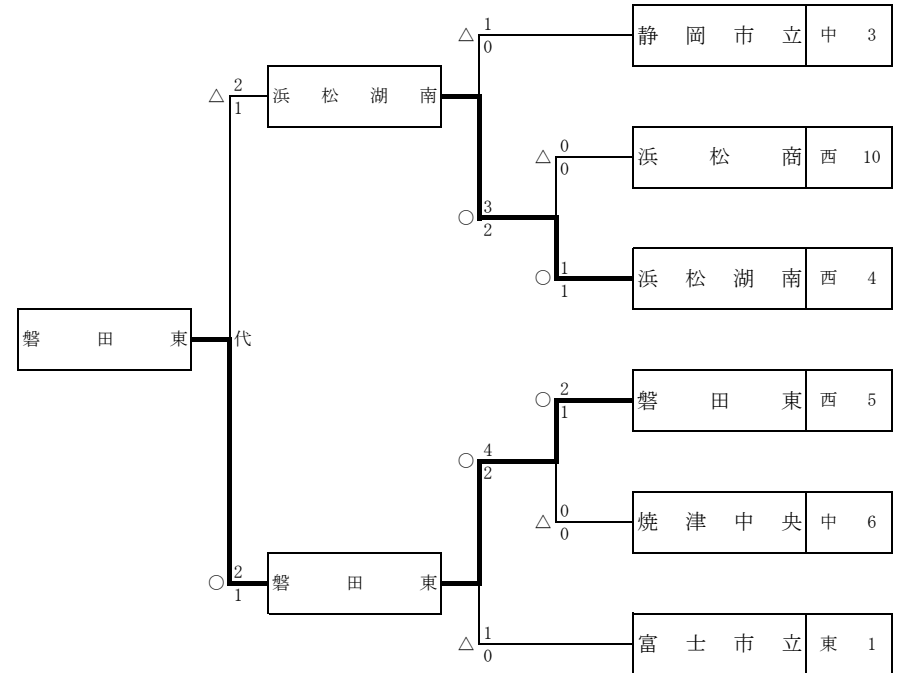 △ 1 静岡市立 中 3
0
△ 2 浜松湖南
1
△ 0 浜松商 西 10
0
○ 3
2
○ 1 浜松湖南 西 4
1
磐田東 代
○ 2 磐田東 西 5
1
○ 4
2
△ 0 焼津中央 中 6
0
○ 2 磐田東
1
△ 1 富士市立 東 1
0